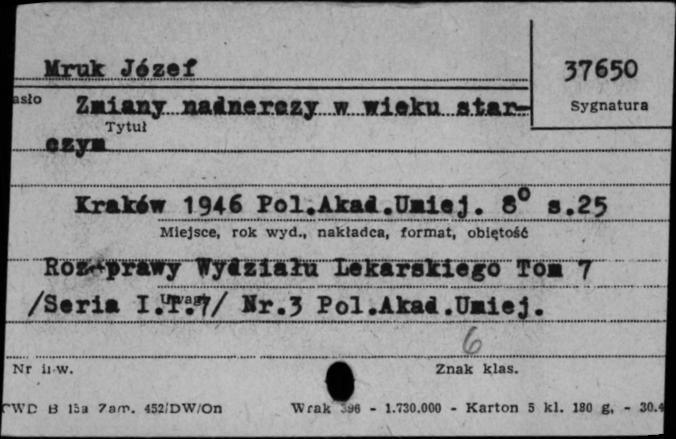 Mruk Józef
37650
asło
Zmiany nadnerczy w wieku star-
Sygnatura
Tytuł
czym
Kraków 1946 Pol.Akad.Umiej. 8° s.25
Miejsce, rok wyd., nakładca, format, objętość
Rozprawy Wydziału Lekarskiego Tom 7
Uwagi
/Seria I.T.7/ Nr.3 Pol.Akad.Umiej.
6
Nr inw.
Znak klas.
CWD B 15a Zam. 452/DW/On Wrak 396 - 1.730.000 - Karton 5 kl. 180 g, - 30.4